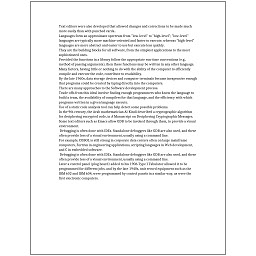 Text editors were also developed that allowed changes and corrections to be made much
more easily than with punched cards.
Languages form an approximate spectrum from "low-level" to "high-level"; "low-level"
languages are typically more machine-oriented and faster to execute, whereas "high-level"
languages are more abstract and easier to use but execute less quickly.
They are the building blocks for all software, from the simplest applications to the most
sophisticated ones.
Provided the functions in a library follow the appropriate run-time conventions (e.g.,
method of passing arguments), then these functions may be written in any other language.
Many factors, having little or nothing to do with the ability of the computer to efficiently
compile and execute the code, contribute to readability.
By the late 1960s, data storage devices and computer terminals became inexpensive enough
that programs could be created by typing directly into the computers.
There are many approaches to the Software development process.
Trade-offs from this ideal involve finding enough programmers who know the language to
build a team, the availability of compilers for that language, and the efficiency with which
programs written in a given language execute.
Use of a static code analysis tool can help detect some possible problems.
In the 9th century, the Arab mathematician Al-Kindi described a cryptographic algorithm
for deciphering encrypted code, in A Manuscript on Deciphering Cryptographic Messages.
Some text editors such as Emacs allow GDB to be invoked through them, to provide a visual
environment.
Debugging is often done with IDEs. Standalone debuggers like GDB are also used, and these
often provide less of a visual environment, usually using a command line.
For example, COBOL is still strong in corporate data centers often on large mainframe
computers, Fortran in engineering applications, scripting languages in Web development,
and C in embedded software.
Debugging is often done with IDEs. Standalone debuggers like GDB are also used, and these
often provide less of a visual environment, usually using a command line.
Later a control panel (plug board) added to his 1906 Type I Tabulator allowed it to be
programmed for different jobs, and by the late 1940s, unit record equipment such as the
IBM 602 and IBM 604, were programmed by control panels in a similar way, as were the
first electronic computers.